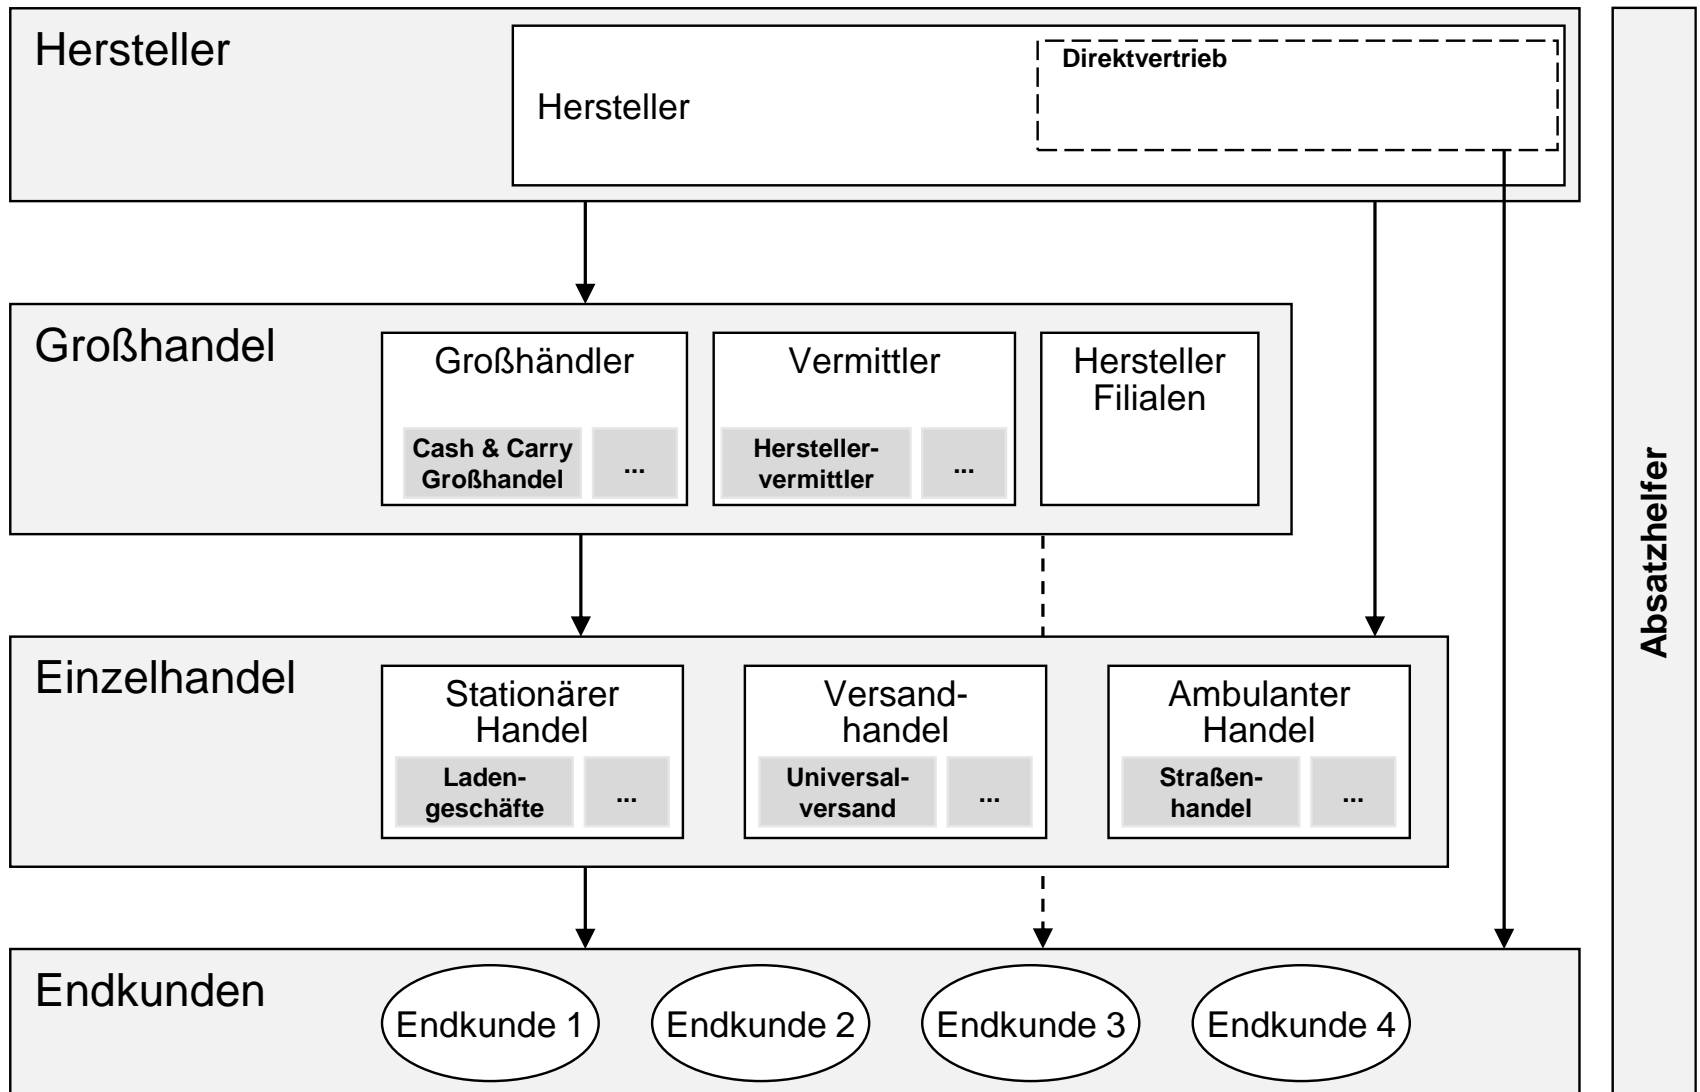 Hersteller
Hersteller
Direktvertrieb
Großhandel
Großhändler
Cash & Carry
Großhandel
...
Vermittler
Hersteller-
vermittler
...
Hersteller
Filialen
Einzelhandel
Stationärer
Handel
Laden-
geschäfte
...
Versand-
handel
Universal-
versand
...
Ambulanter
Handel
Straßen-
handel
...
Endkunden
Endkunde 1
Endkunde 2
Endkunde 3
Endkunde 4
Absatzhelfer